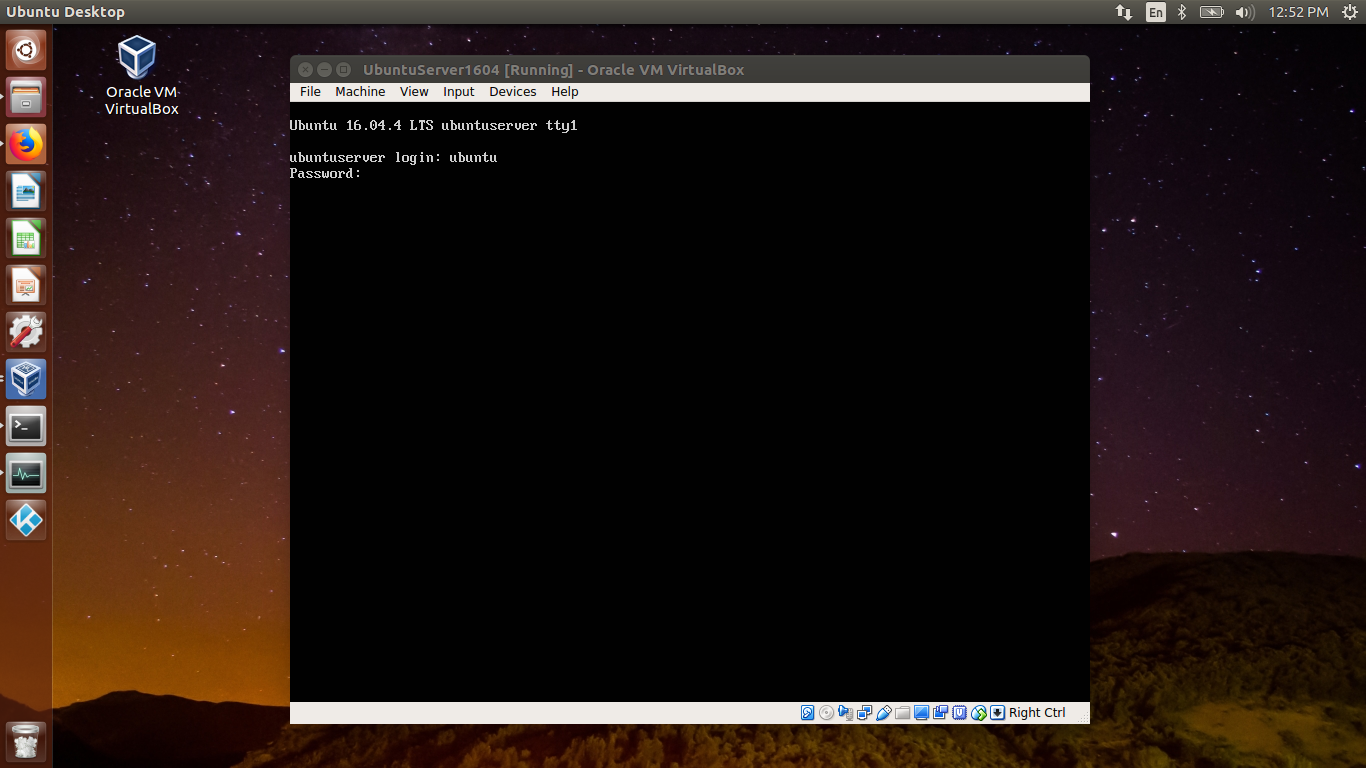 Ubuntu Desktop
En
12:52 PM
Oracle VM
VirtualBox
UbuntuServer1604 [Running] - Oracle VM VirtualBox
File Machine View Input Devices Help
Ubuntu 16.04.4 LTS ubuntuserver tty1
ubuntuserver login: ubuntu
Password:
Right Ctrl